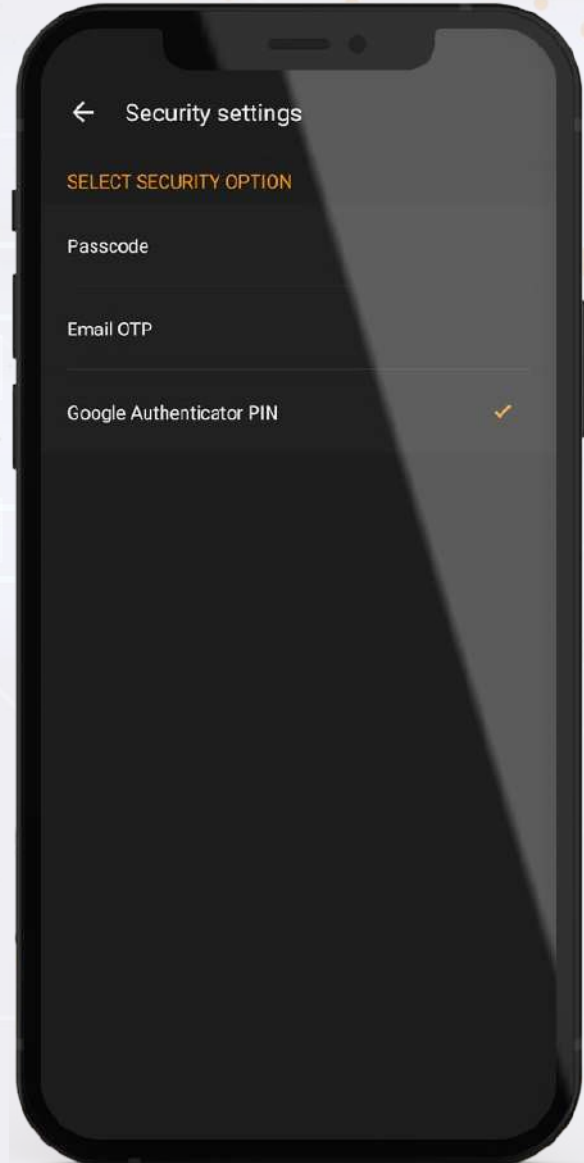 Security settings
SELECT SECURITY OPTION
Passcode
Email OTP
Google Authenticator PIN